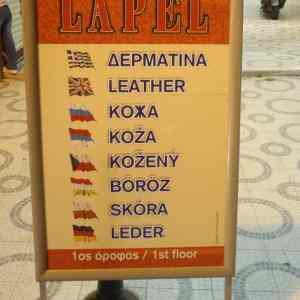 LAPEL
ΔΕΡΜΑΤΙΝΑ
LEATHER
КОЖА
KOŽA
KOŽENÝ
BÖRÖZ
SKÓRA
LEDER
1ος όροφος / 1st floor